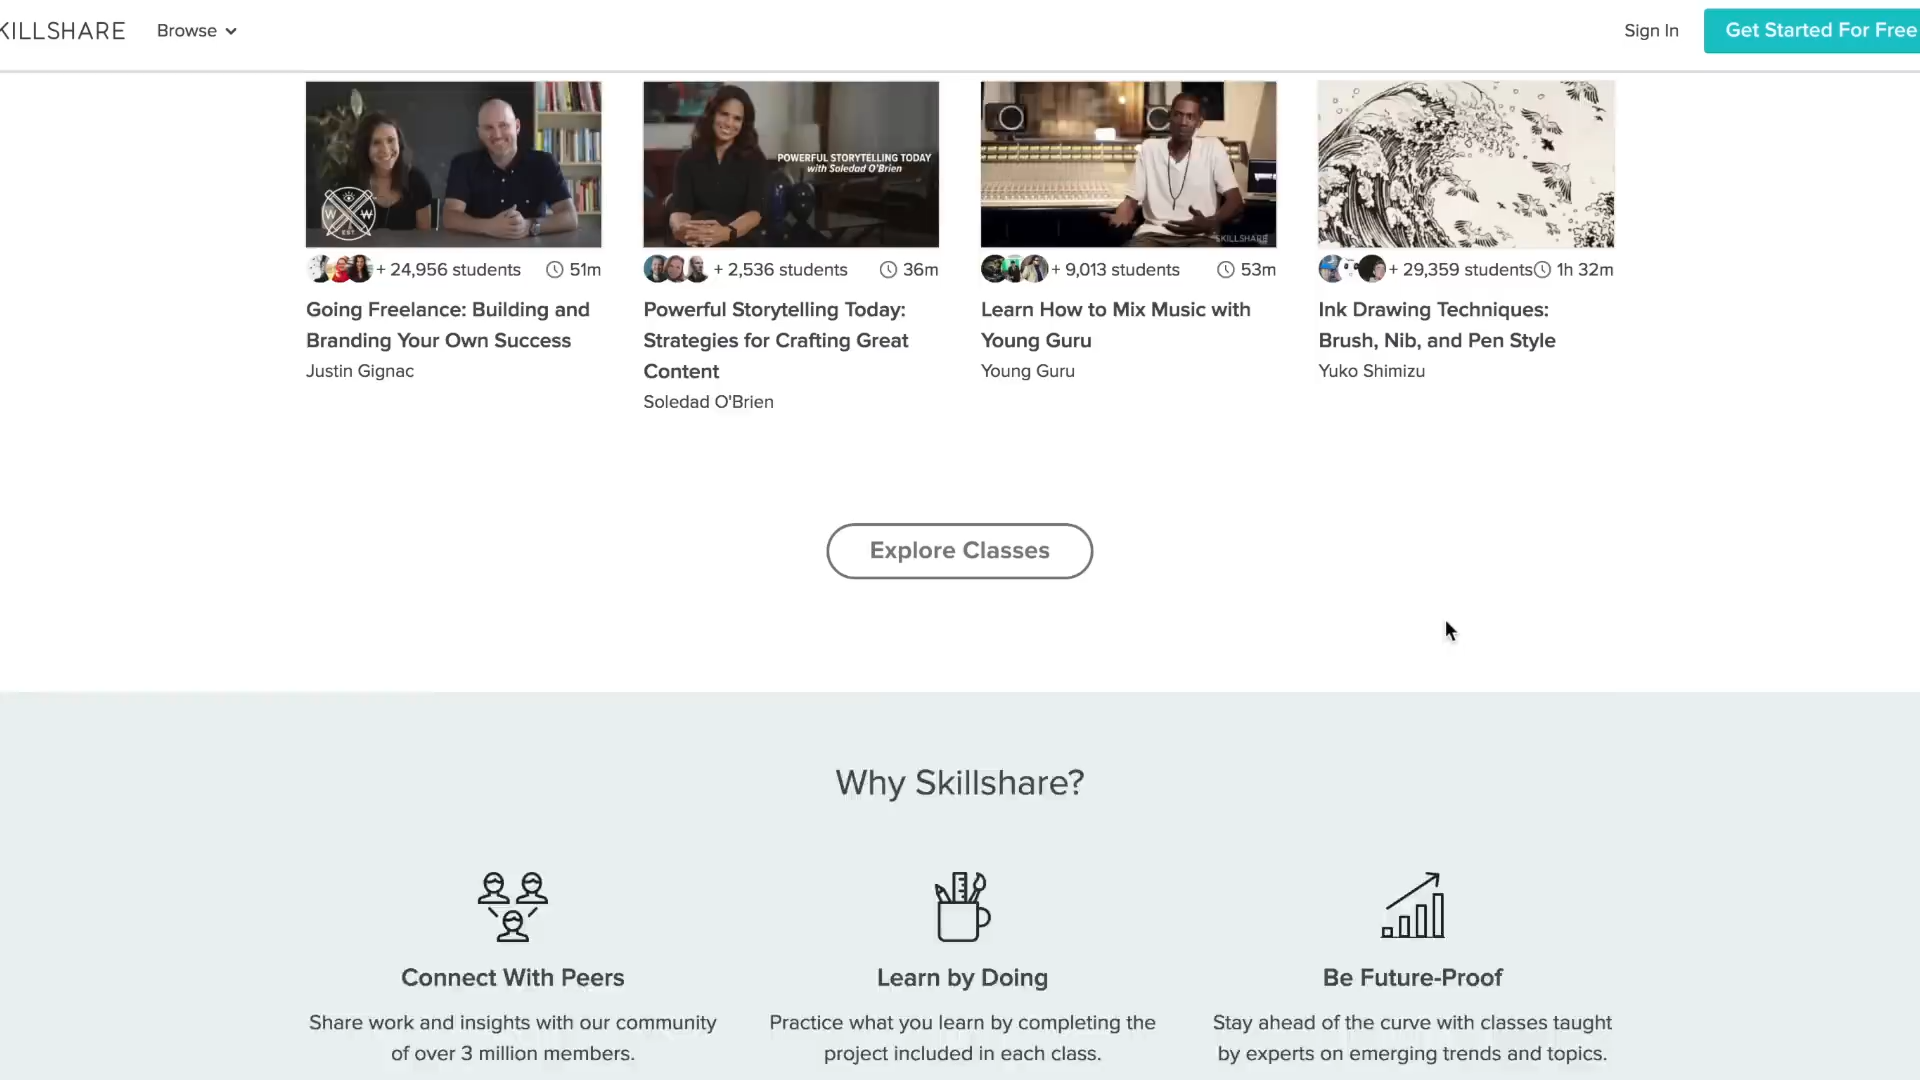 KILLSHARE Browse Sign In Get Started For Free
POWERFUL STORYTELLING TODAY
with Soledad O'Brien
W W
EST.
SKILLSHARE
+ 24,956 students 51m
+ 2,536 students 36m
+ 9,013 students 53m
+ 29,359 students 1h 32m
Going Freelance: Building and
Branding Your Own Success
Justin Gignac
Powerful Storytelling Today:
Strategies for Crafting Great
Content
Soledad O'Brien
Learn How to Mix Music with
Young Guru
Young Guru
Ink Drawing Techniques:
Brush, Nib, and Pen Style
Yuko Shimizu
Explore Classes
Why Skillshare?
Connect With Peers
Share work and insights with our community
of over 3 million members.
Learn by Doing
Practice what you learn by completing the
project included in each class.
Be Future-Proof
Stay ahead of the curve with classes taught
by experts on emerging trends and topics.